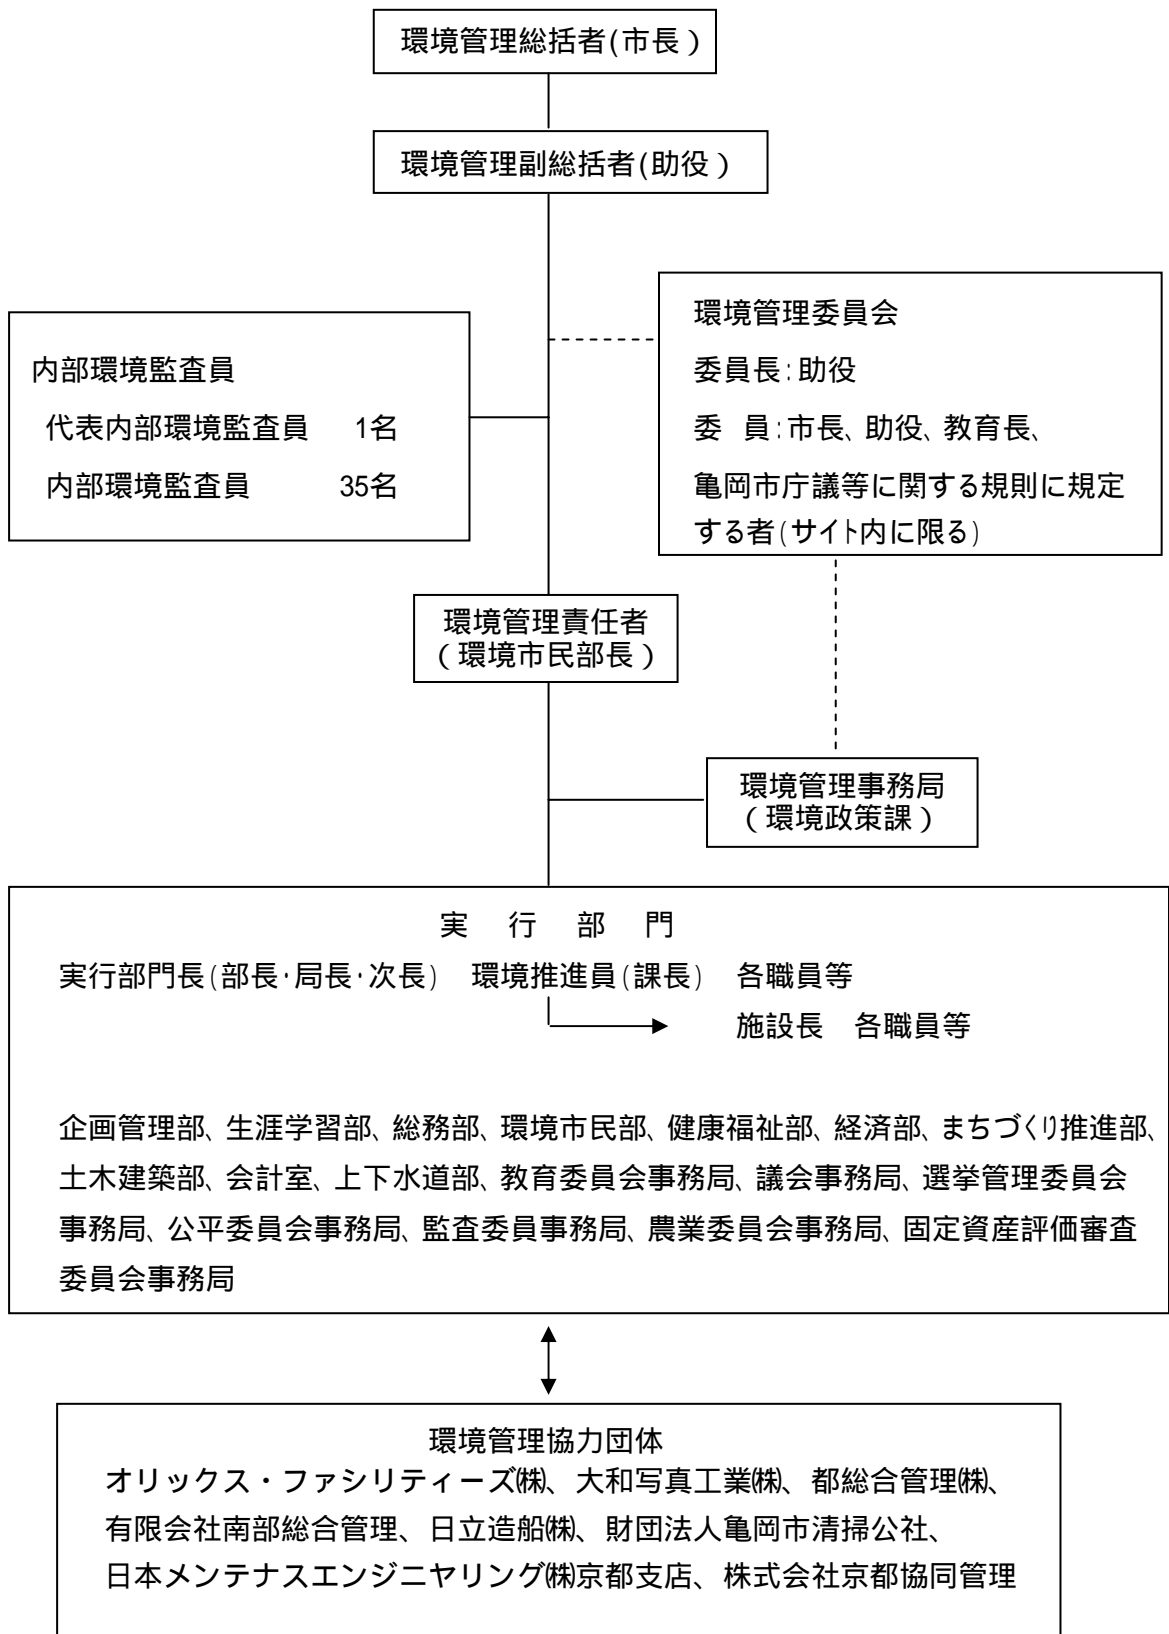 環境管理総括者(市長)
環境管理副総括者(助役)
環境管理委員会
委員長:助役
委 員:市長、助役、教育長、
亀岡市庁議等に関する規則に規定
する者(サイト内に限る)
内部環境監査員
代表内部環境監査員 1名
内部環境監査員 35名
環境管理責任者
(環境市民部長)
環境管理事務局
(環境政策課)
実 行 部 門
実行部門長(部長・局長・次長) 環境推進員(課長) 各職員等
施設長 各職員等
企画管理部、生涯学習部、総務部、環境市民部、健康福祉部、経済部、まちづくり推進部、
土木建築部、会計室、上下水道部、教育委員会事務局、議会事務局、選挙管理委員会
事務局、公平委員会事務局、監査委員事務局、農業委員会事務局、固定資産評価審査
委員会事務局
環境管理協力団体
オリックス・ファシリティーズ㈱、大和写真工業㈱、都総合管理㈱、
有限会社南部総合管理、日立造船㈱、財団法人亀岡市清掃公社、
日本メンテナスエンジニヤリング㈱京都支店、株式会社京都協同管理